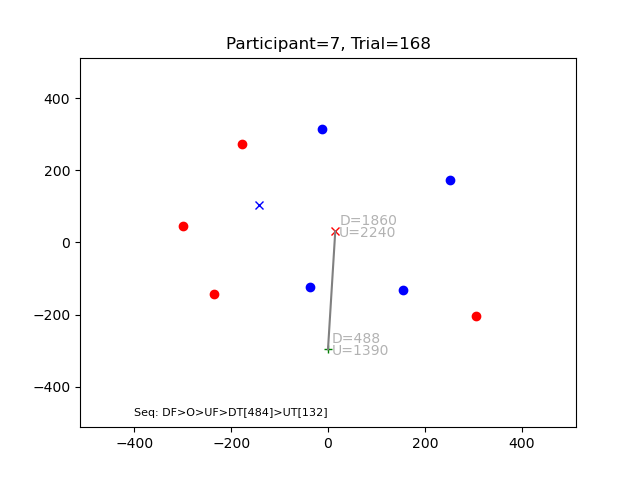 Participant=7, Trial=168
400
200
0
−200
−400
D=1860
U=2240
D=488
U=1390
Seq: DF>O>UF>DT[484]>UT[132]
−400 −200 0 200 400